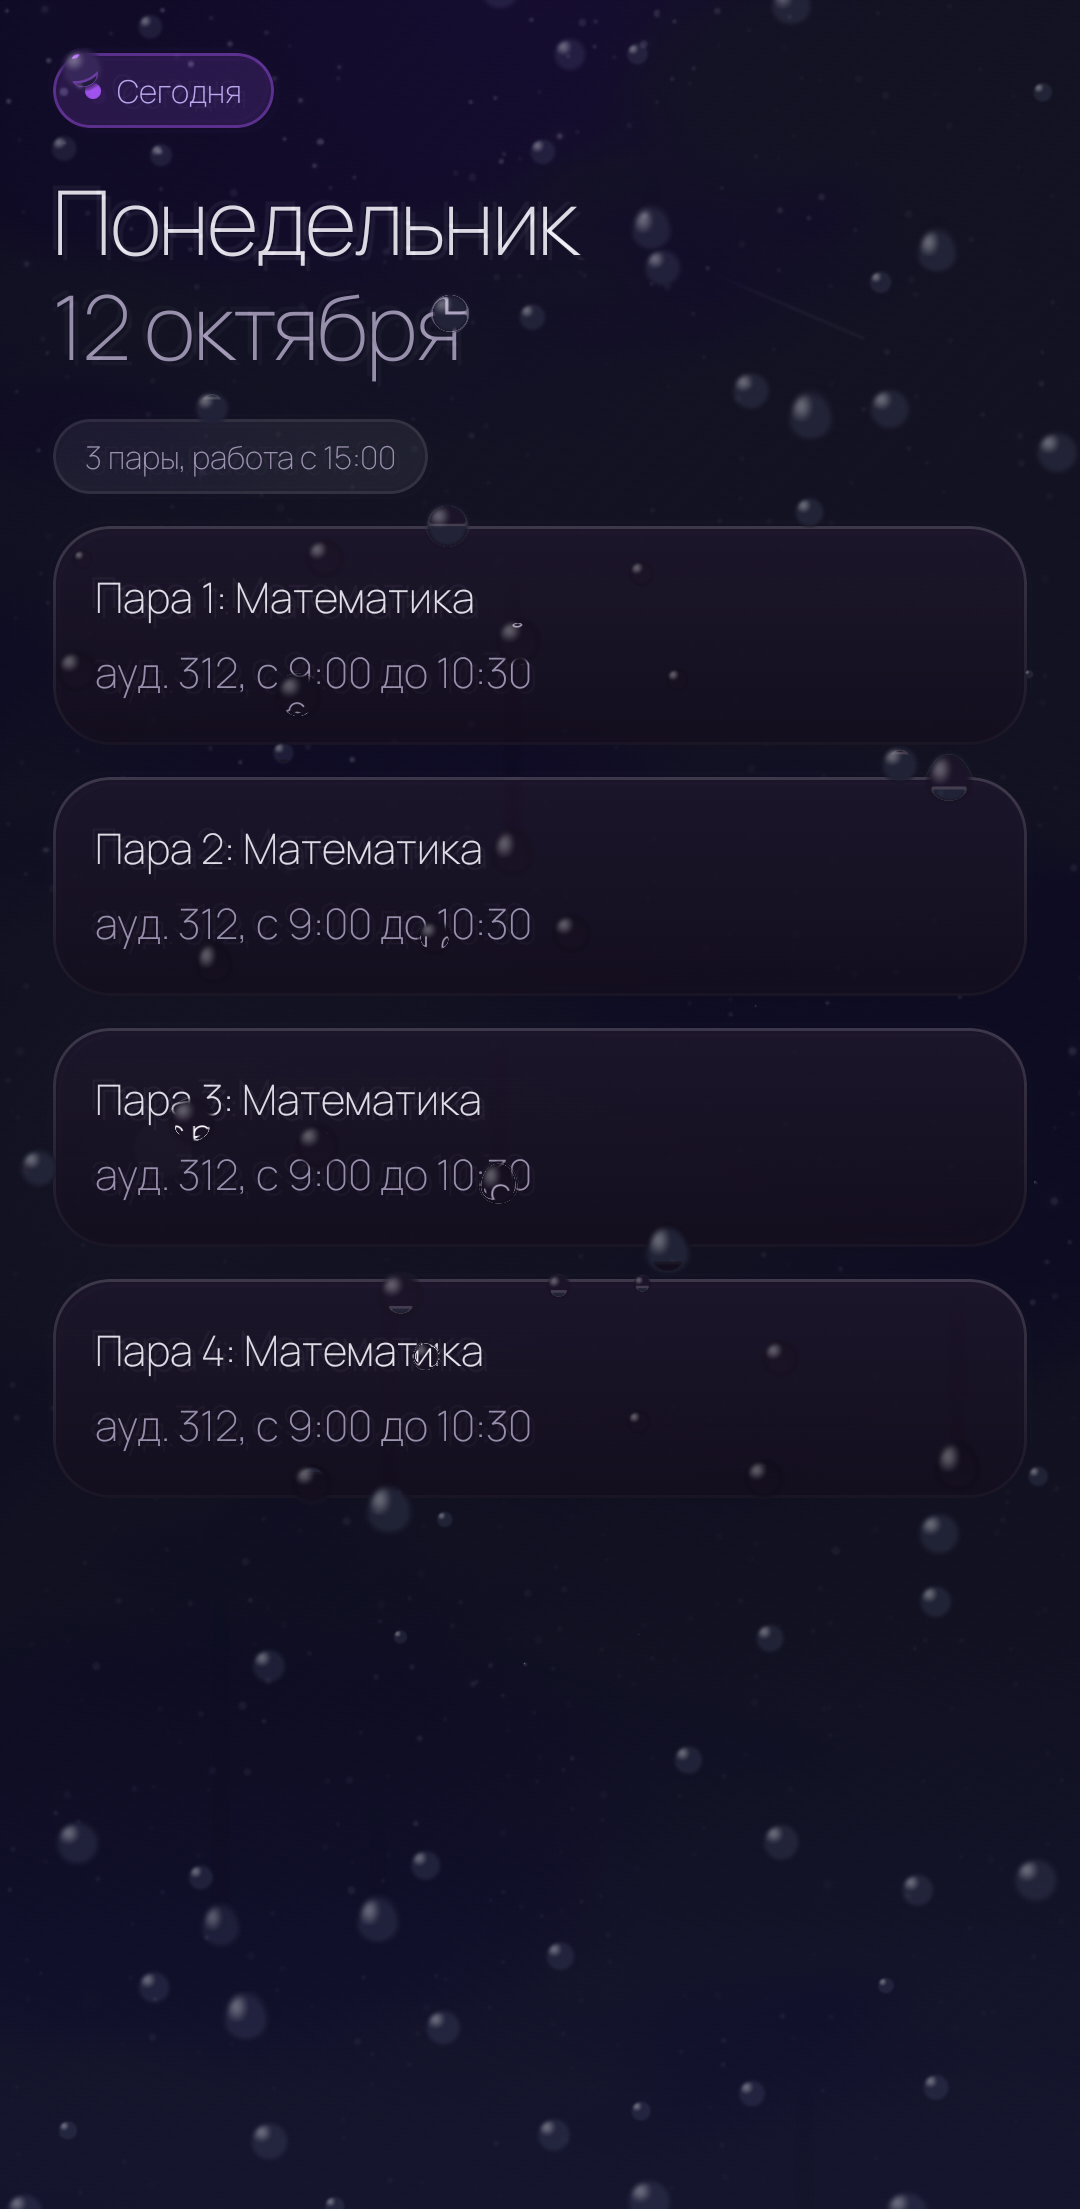 Сегодня
Понедельник
12 октября
3 пары, работа с 15:00
Пара 1: Математика
ауд. 312, с 9:00 до 10:30
Пара 2: Математика
ауд. 312, с 9:00 до 10:30
Пара 3: Математика
ауд. 312, с 9:00 до 10:30
Пара 4: Математика
ауд. 312, с 9:00 до 10:30